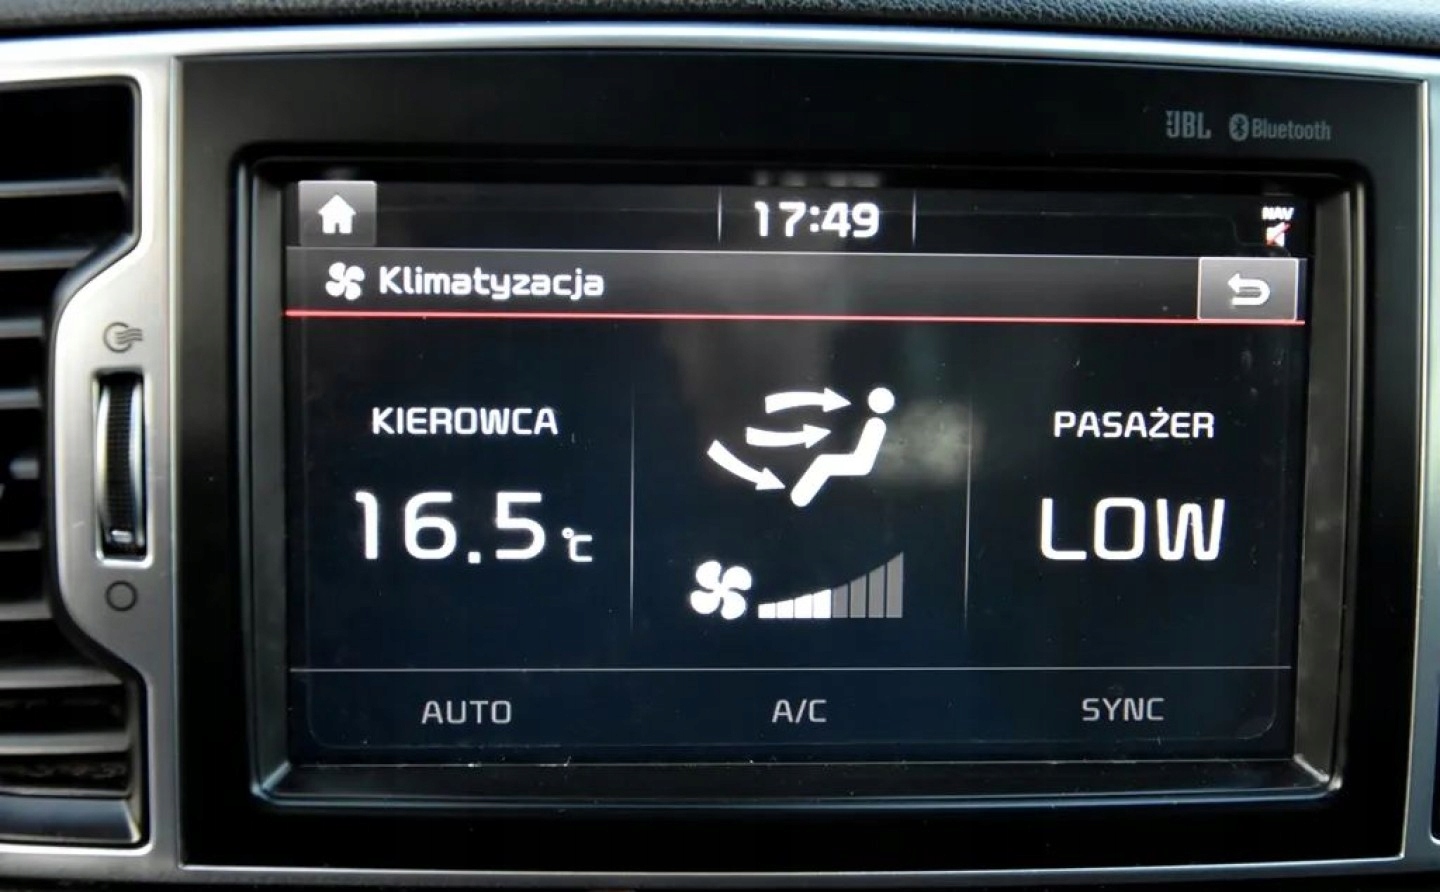 JBL Bluetooth
17:49
NAV
Klimatyzacja
KIEROWCA
16.5 °C
PASAŻER
LOW
AUTO A/C SYNC